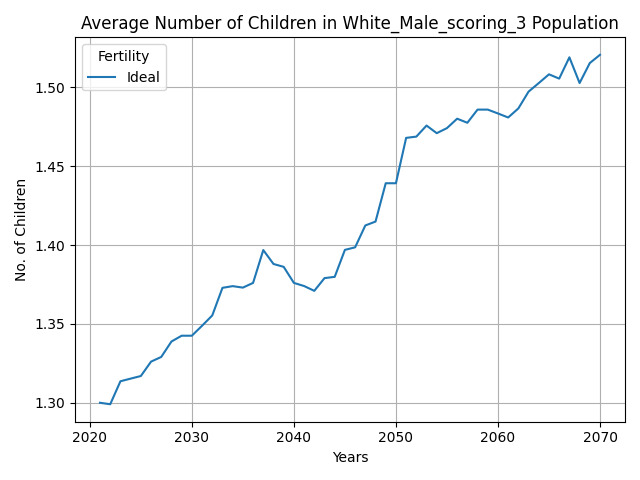 Average Number of Children in White_Male_scoring_3 Population
Fertility
Ideal
No. of Children
1.50
1.45
1.40
1.35
1.30
2020 2030 2040 2050 2060 2070
Years